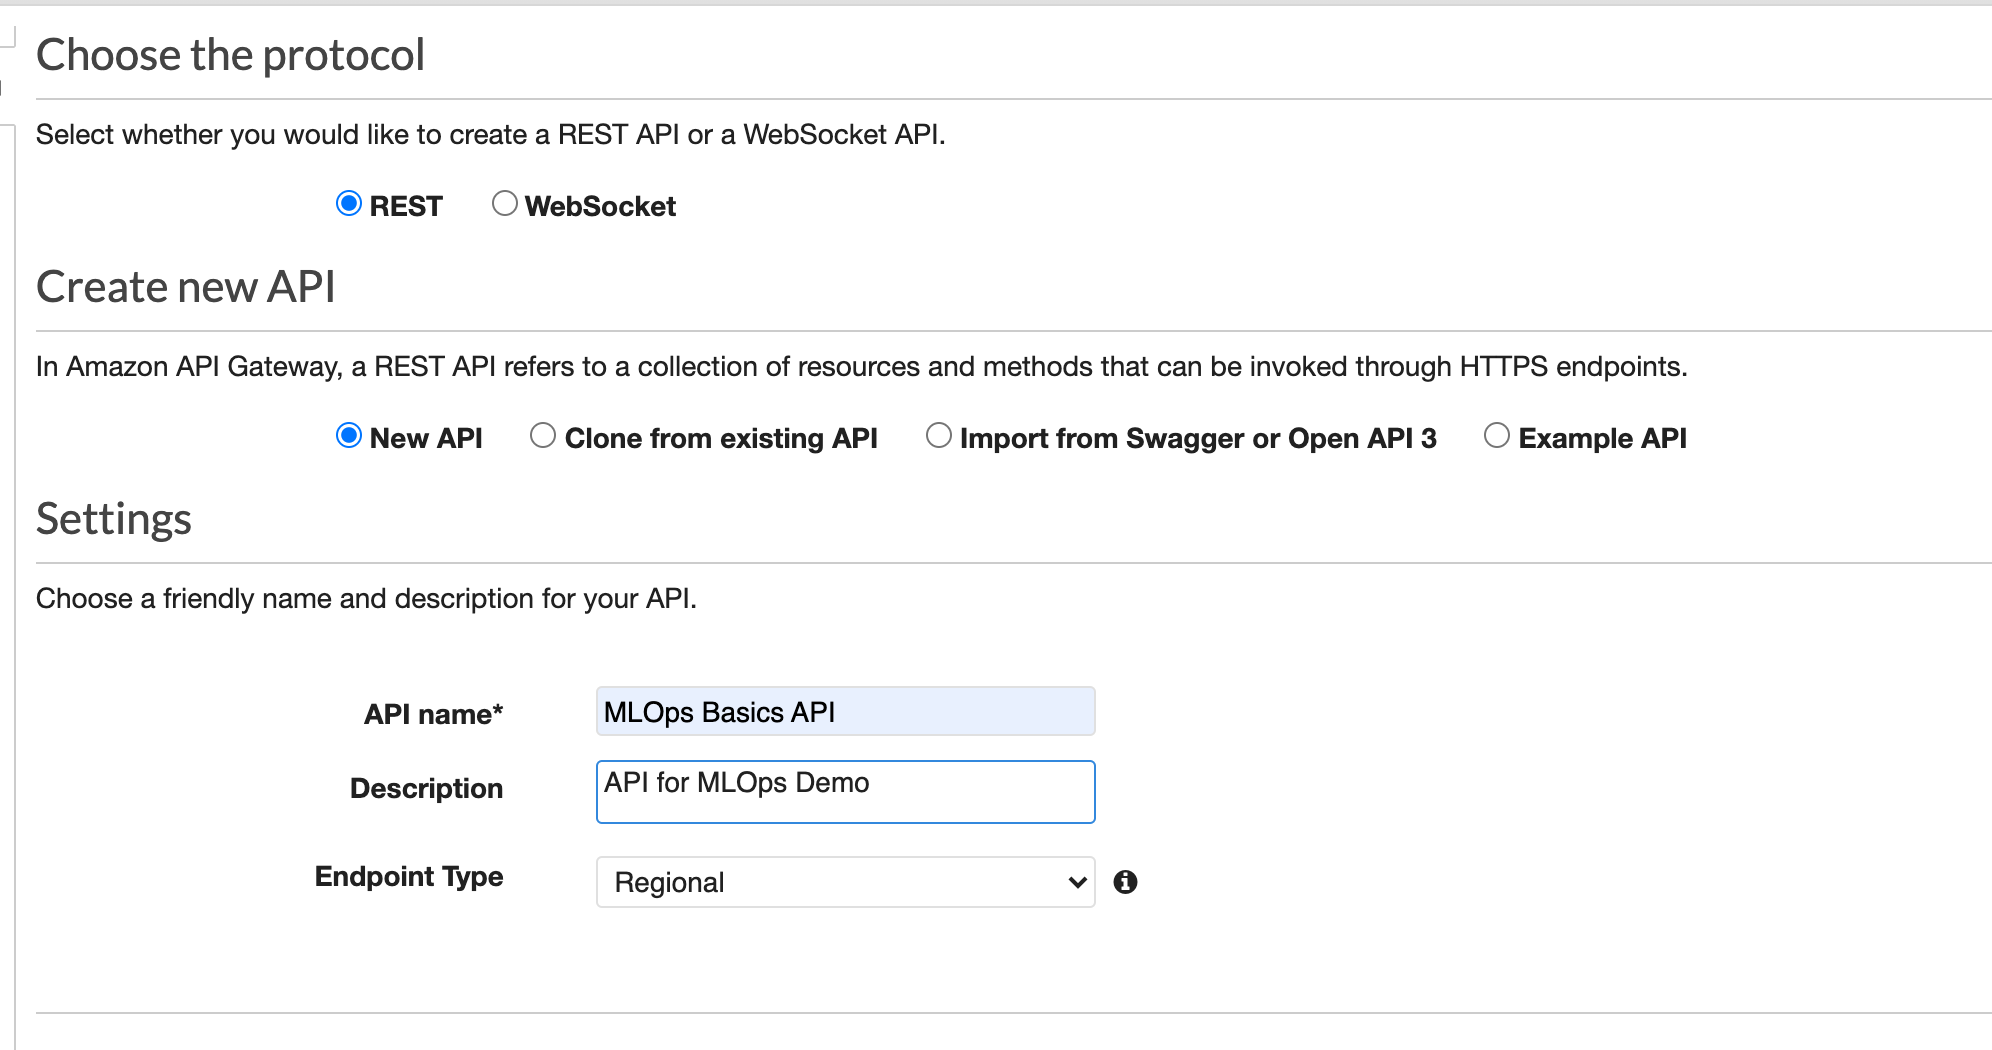 Choose the protocol
Select whether you would like to create a REST API or a WebSocket API.
REST WebSocket
Create new API
In Amazon API Gateway, a REST API refers to a collection of resources and methods that can be invoked through HTTPS endpoints.
New API Clone from existing API Import from Swagger or Open API 3 Example API
Settings
Choose a friendly name and description for your API.
API name* MLOps Basics API
Description API for MLOps Demo
Endpoint Type Regional